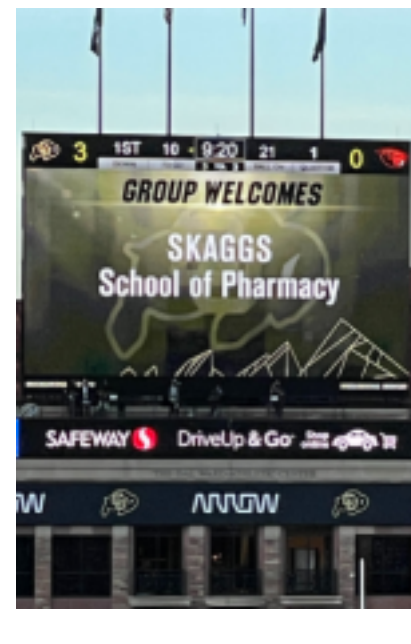 3 1ST 10 9:20 21 1 0
GROUP WELCOMES
SKAGGS
School of Pharmacy
SAFEWAY DriveUp & Go
ARROW